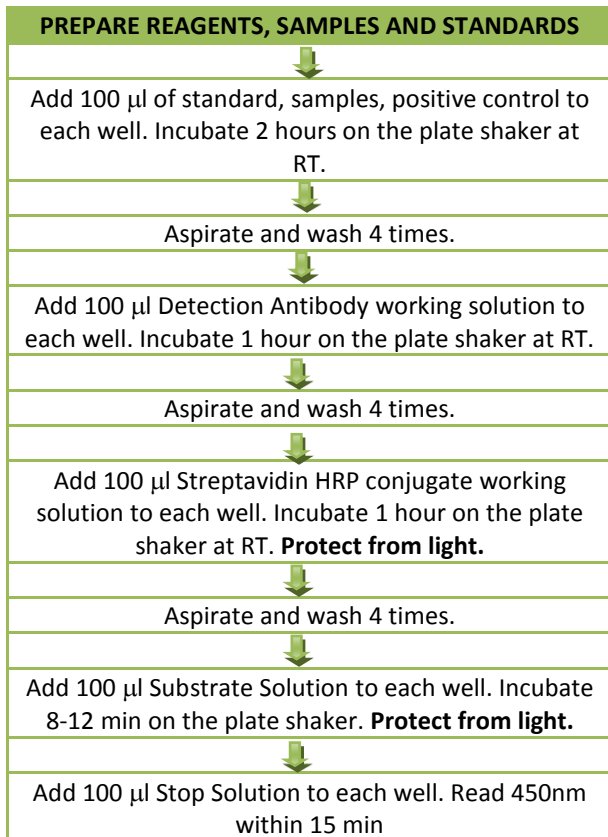 PREPARE REAGENTS, SAMPLES AND STANDARDS
Add 100 μl of standard, samples, positive control to
each well. Incubate 2 hours on the plate shaker at
RT.
Aspirate and wash 4 times.
Add 100 μl Detection Antibody working solution to
each well. Incubate 1 hour on the plate shaker at RT.
Aspirate and wash 4 times.
Add 100 μl Streptavidin HRP conjugate working
solution to each well. Incubate 1 hour on the plate
shaker at RT. Protect from light.
Aspirate and wash 4 times.
Add 100 μl Substrate Solution to each well. Incubate
8-12 min on the plate shaker. Protect from light.
Add 100 μl Stop Solution to each well. Read 450nm
within 15 min